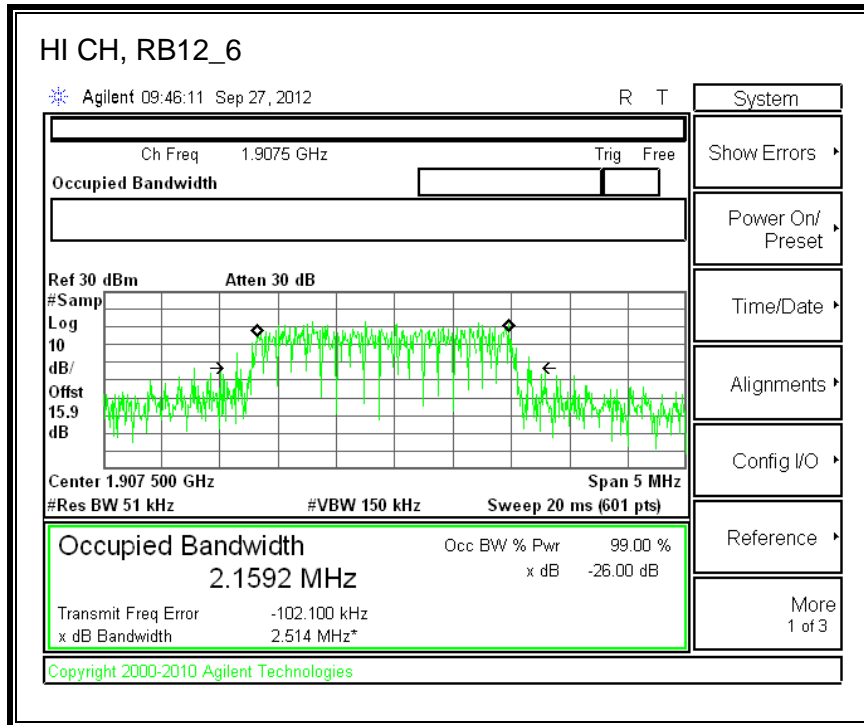 HI CH, RB12_6
Agilent 09:46:11 Sep 27, 2012 R T
System
Ch Freq 1.9075 GHz Trig Free
Occupied Bandwidth
Show Errors
Power On/
Preset
Time/Date
Alignments
Config I/O
Reference
More
1 of 3
Ref 30 dBm Atten 30 dB
#Samp
Log
10
dB/
Offst
15.9
dB
Center 1.907 500 GHz Span 5 MHz
#Res BW 51 kHz #VBW 150 kHz Sweep 20 ms (601 pts)
Occupied Bandwidth Occ BW % Pwr 99.00 %
2.1592 MHz x dB -26.00 dB
Transmit Freq Error -102.100 kHz
x dB Bandwidth 2.514 MHz*
Copyright 2000-2010 Agilent Technologies